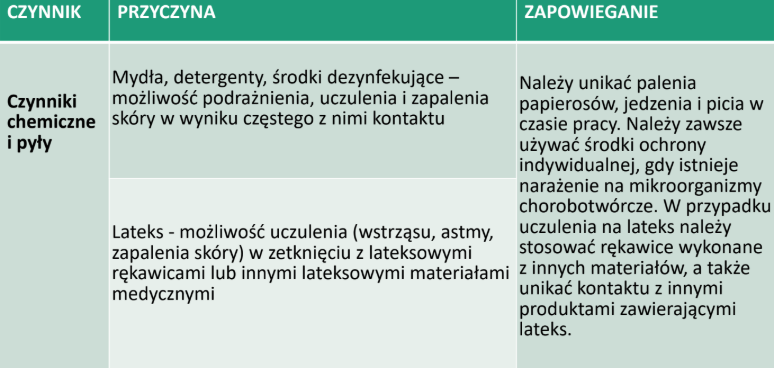 CZYNNIK
PRZYCZYNA
ZAPOWIEGANIE
Czynniki
chemiczne
i pyły
Mydła, detergenty, środki dezynfekujące –
możliwość podrażnienia, uczulenia i zapalenia
skóry w wyniku częstego z nimi kontaktu
Lateks - możliwość uczulenia (wstrząsu, astmy,
zapalenia skóry) w zetknięciu z lateksowymi
rękawicami lub innymi lateksowymi materiałami
medycznymi
Należy unikać palenia
papierosów, jedzenia i picia w
czasie pracy. Należy zawsze
używać środki ochrony
indywidualnej, gdy istnieje
narażenie na mikroorganizmy
chorobotwórcze. W przypadku
uczulenia na lateks należy
stosować rękawice wykonane
z innych materiałów, a także
unikać kontaktu z innymi
produktami zawierającymi
lateks.